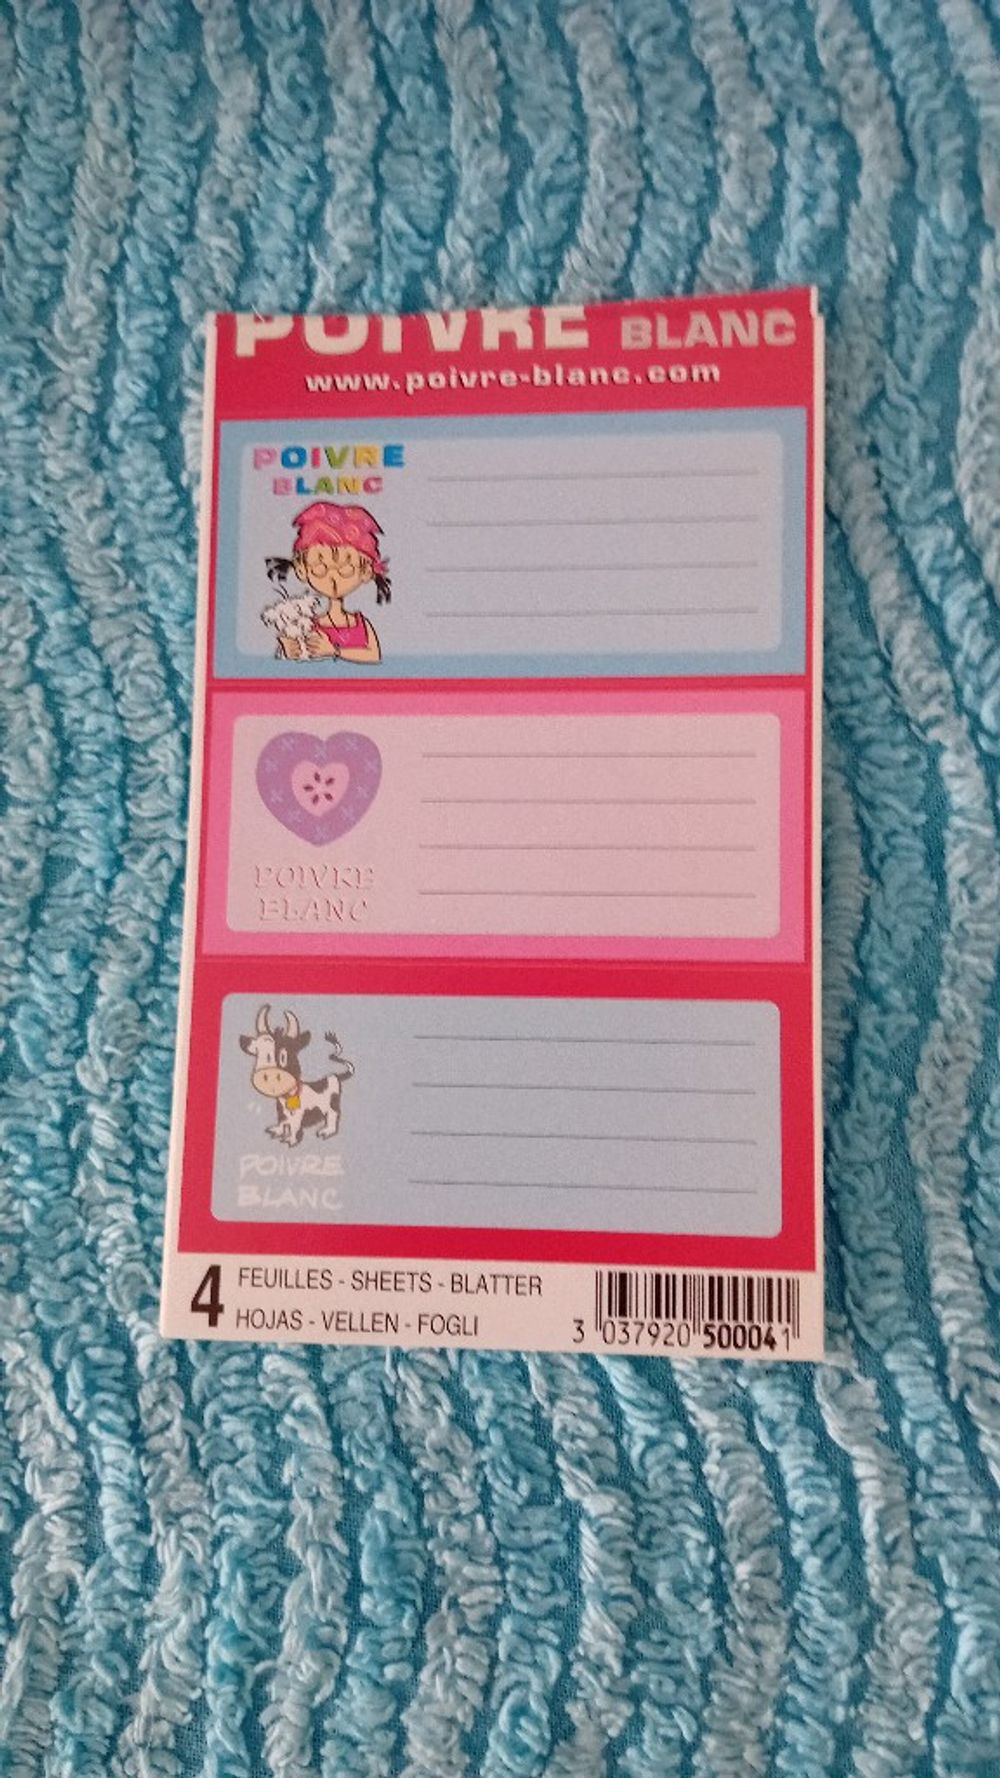 POIVRE BLANC
www.poivre-blanc.com
POIVRE
BLANC
POIVRE
BLANC
POIVRE
BLANC
4 FEUILLES - SHEETS - BLATTER
HOJAS - VELLEN - FOGLI
3 037920 500041